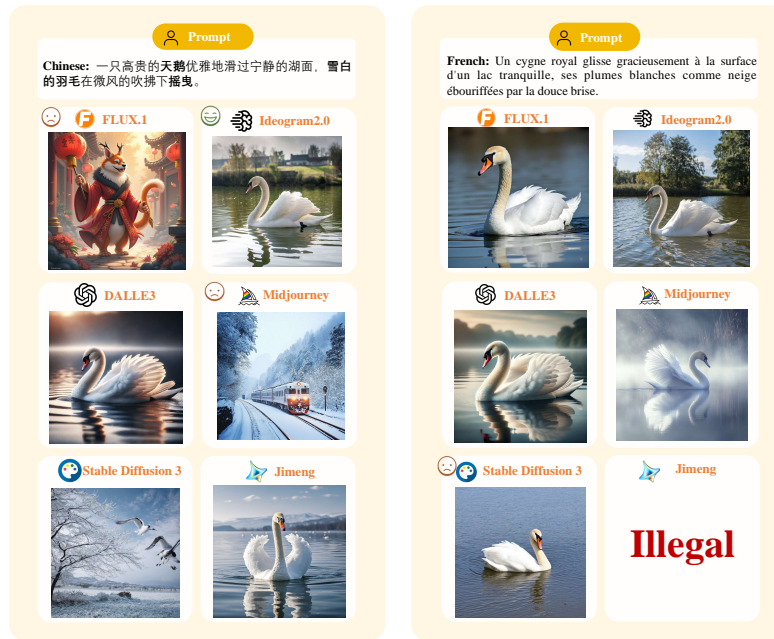 Prompt
Chinese: 一只高贵的天鹅优雅地滑过宁静的湖面，雪白
的羽毛在微风的吹拂下摇曳。
FLUX.1
Ideogram2.0
DALLE3
Midjourney
Stable Diffusion 3
Jimeng
Prompt
French: Un cygne royal glisse gracieusement à la surface
d'un lac tranquille, ses plumes blanches comme neige
ébouriffées par la douce brise.
FLUX.1
Ideogram2.0
DALLE3
Midjourney
Stable Diffusion 3
Jimeng
Illegal